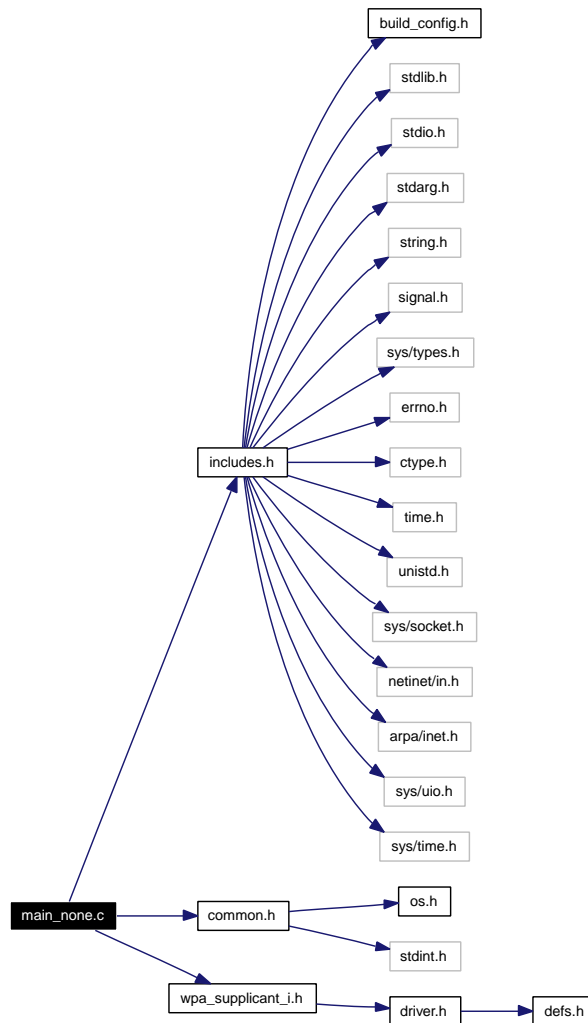 build_config.h
stdlib.h
stdio.h
stdarg.h
string.h
signal.h
sys/types.h
errno.h
includes.h
ctype.h
time.h
unistd.h
sys/socket.h
netinet/in.h
arpa/inet.h
sys/uio.h
sys/time.h
main_none.c
common.h
os.h
stdint.h
wpa_supplicant_i.h
driver.h
defs.h